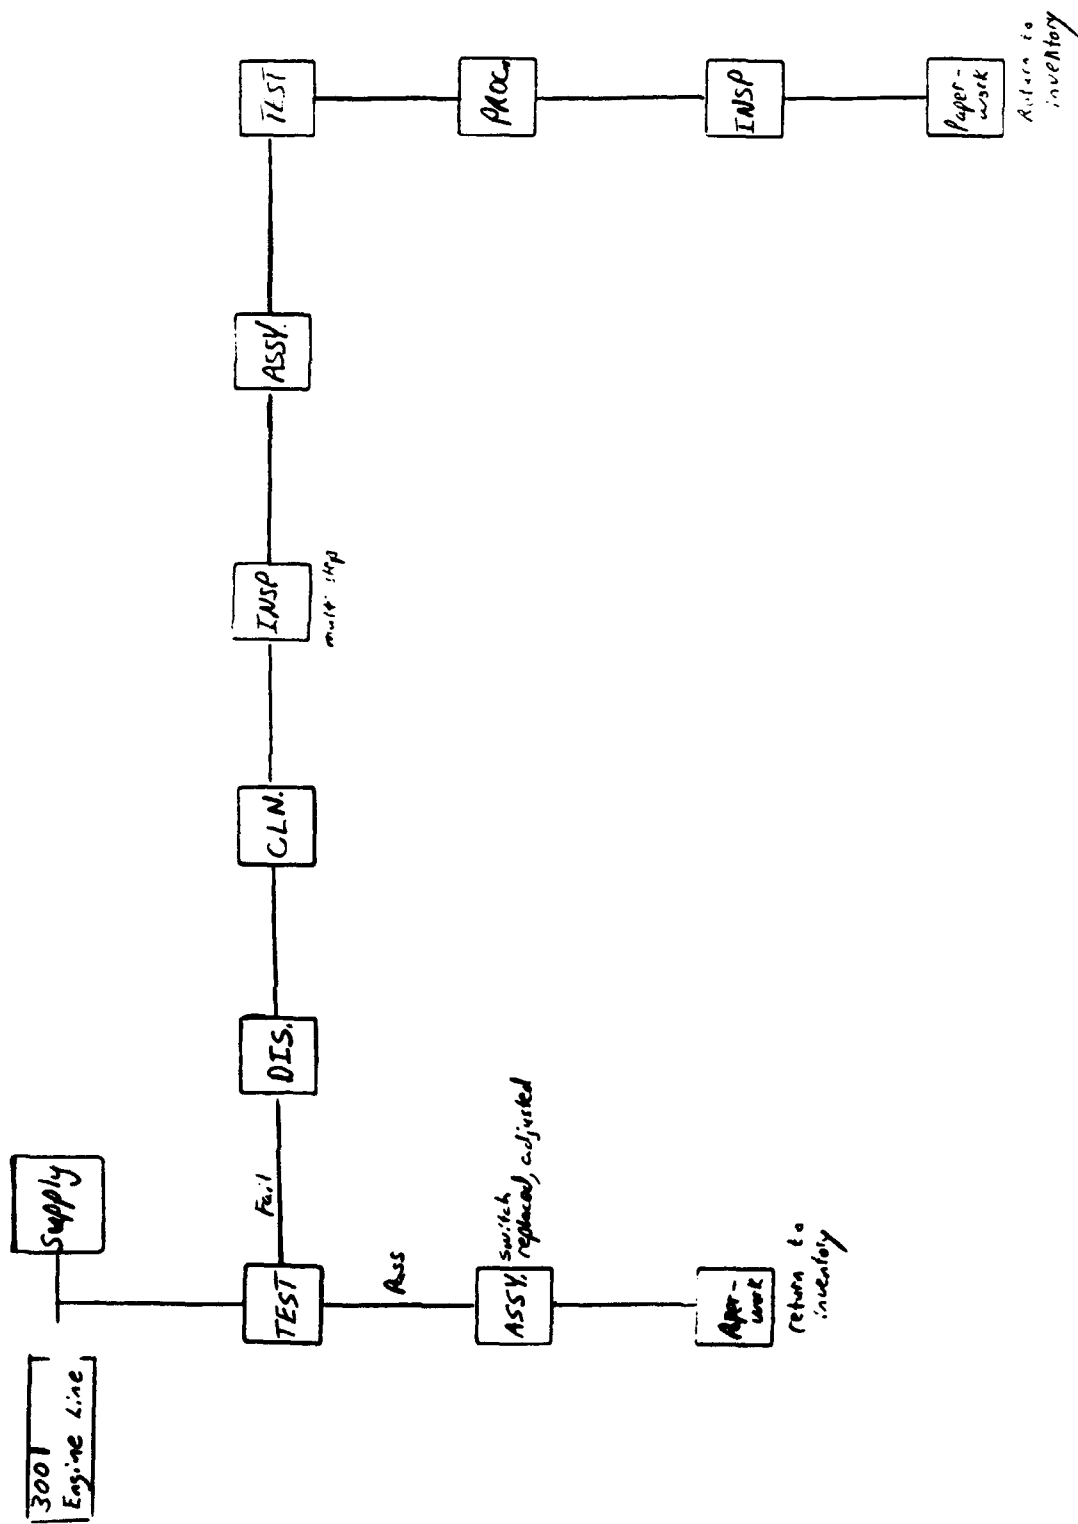 300T
Engine Line
Supply
TEST
Fail
DIS.
CLN.
INSP
multi step
ASSY.
TEST
PROC.
INSP
Paper-
work
Return to
inventory
Pass
ASSY.
switch
replaced, adjusted
Paper-
work
return to
inventory